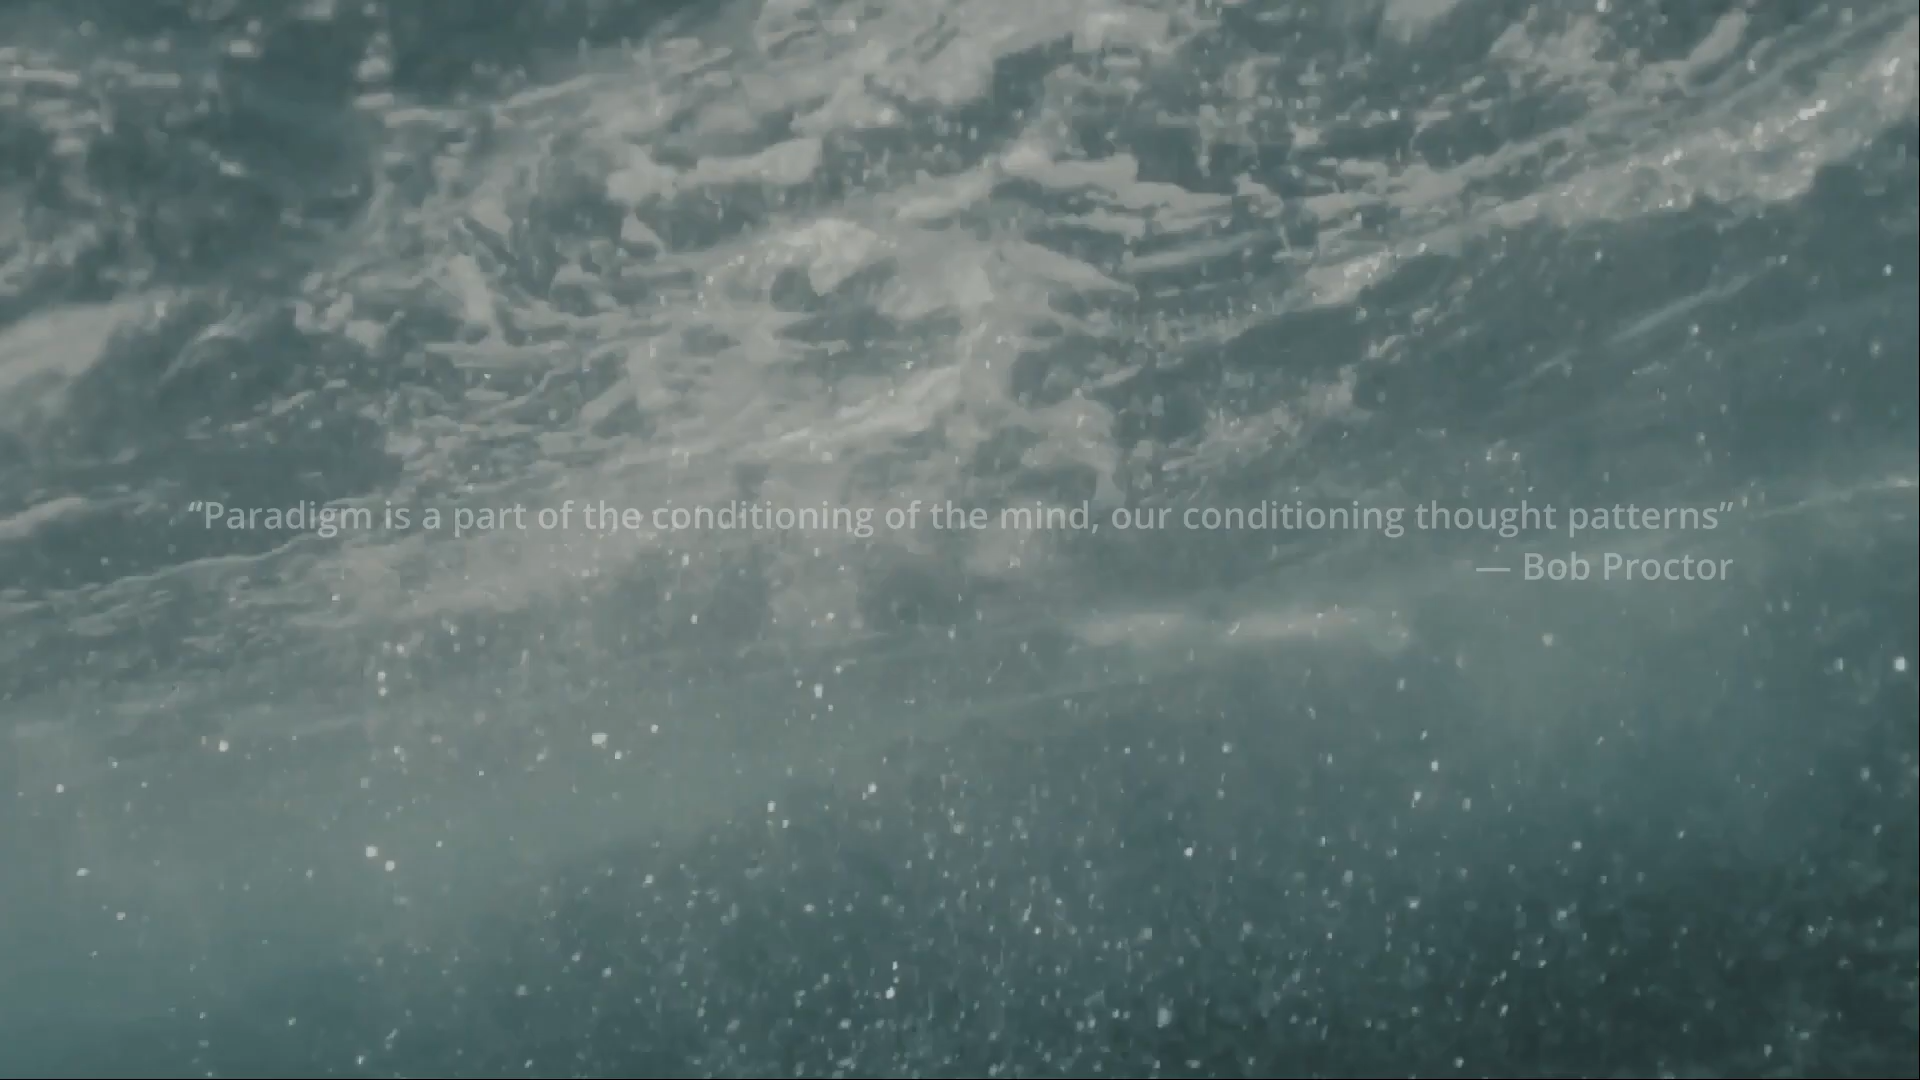 “Paradigm is a part of the conditioning of the mind, our conditioning thought patterns”
— Bob Proctor